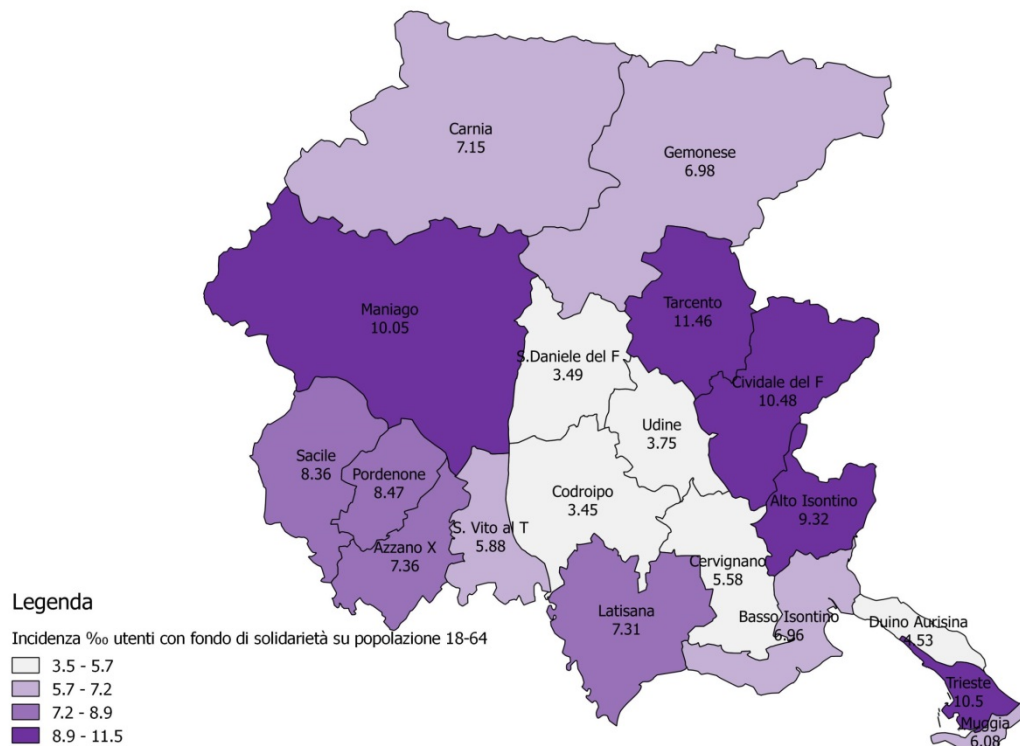 Carnia
7.15
Gemonese
6.98
Maniago
10.05
Tarcento
11.46
S.Daniele del F
3.49
Cividale del F
10.48
Udine
3.75
Sacile
8.36
Pordenone
8.47
Codroipo
3.45
Alto Isontino
9.32
S. Vito al T
5.88
Azzano X
7.36
Cervignano
5.58
Latisana
7.31
Basso Isontino
6.96
Duino Aurisina
4.53
Trieste
10.5
Muggia
6.08
Legenda
Incidenza ‰ utenti con fondo di solidarietà su popolazione 18-64
3.5 - 5.7
5.7 - 7.2
7.2 - 8.9
8.9 - 11.5